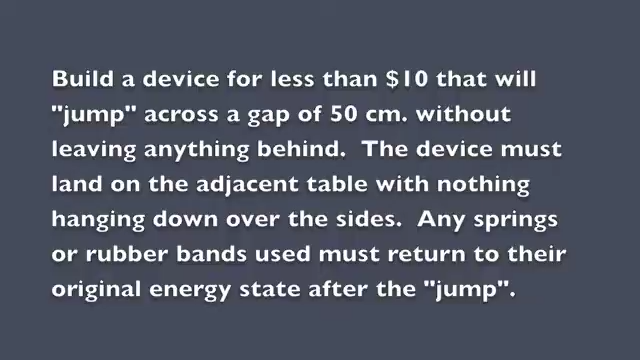 Build a device for less than $10 that will
"jump" across a gap of 50 cm. without
leaving anything behind.  The device must
land on the adjacent table with nothing
hanging down over the sides.  Any springs
or rubber bands used must return to their
original energy state after the "jump".